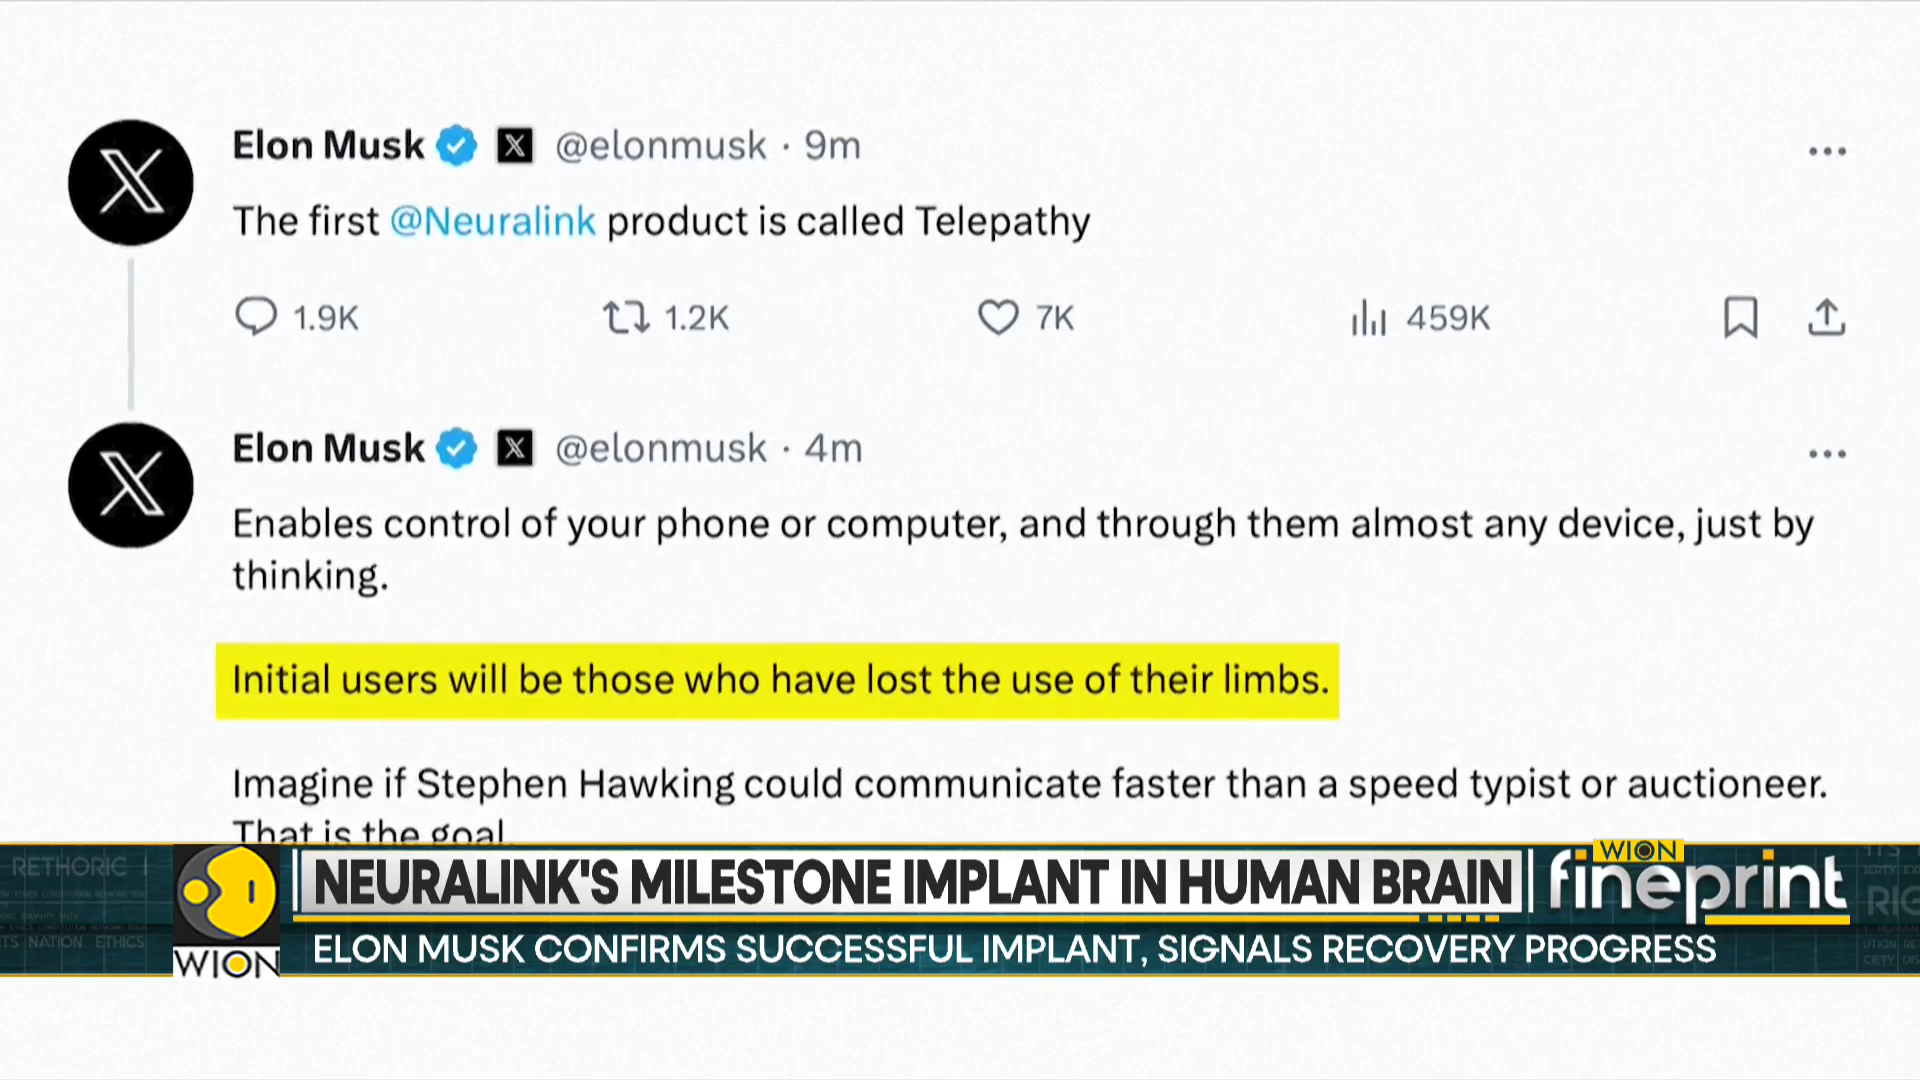 Elon Musk @elonmusk · 9m
The first @Neuralink product is called Telepathy
1.9K 1.2K 7K 459K
Elon Musk @elonmusk · 4m
Enables control of your phone or computer, and through them almost any device, just by
thinking.
Initial users will be those who have lost the use of their limbs.
Imagine if Stephen Hawking could communicate faster than a speed typist or auctioneer.
That is the goal.
RETHORIC
NATION ETHICS
WION
NEURALINK'S MILESTONE IMPLANT IN HUMAN BRAIN
WION
fineprint
ELON MUSK CONFIRMS SUCCESSFUL IMPLANT, SIGNALS RECOVERY PROGRESS